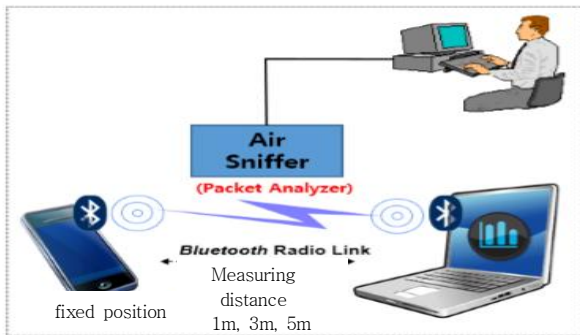 Air
Sniffer
(Packet Analyzer)
Bluetooth Radio Link
Measuring
distance
1m, 3m, 5m
fixed position